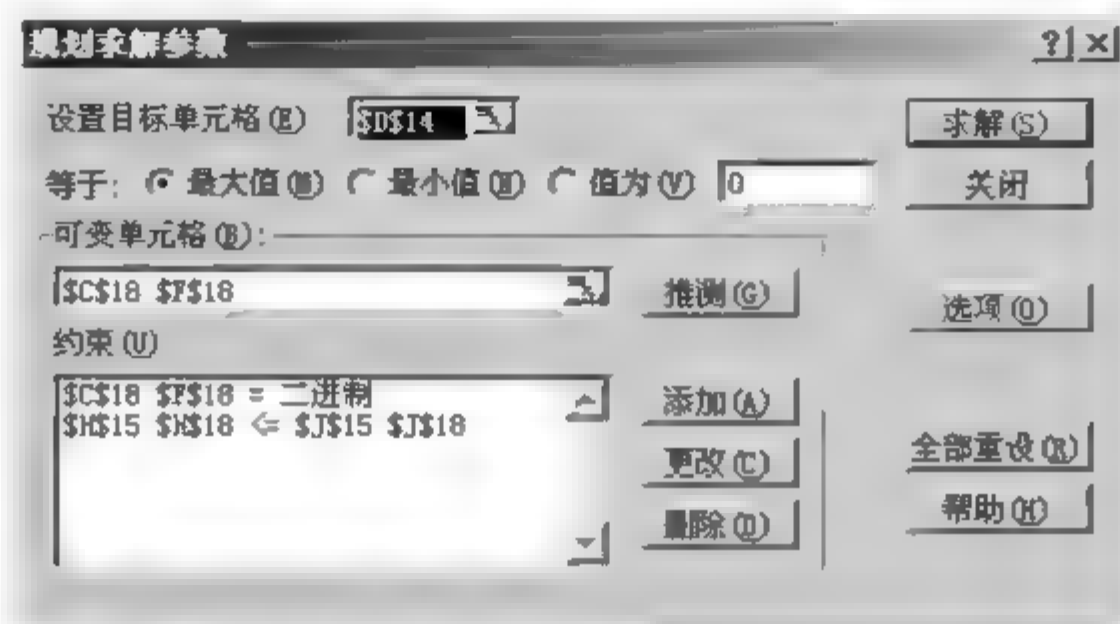 规划求解参数
设置目标单元格(E) $D$14 求解(S)
等于: 最大值(M) 最小值(N) 值为(V) 0 关闭
可变单元格(B):
$C$18 $F$18 推测(G) 选项(O)
约束(U)
$C$18 $F$18 = 二进制 添加(A)
$H$15 $H$18 <= $J$15 $J$18
更改(C) 全部重设(R)
删除(D) 帮助(H)